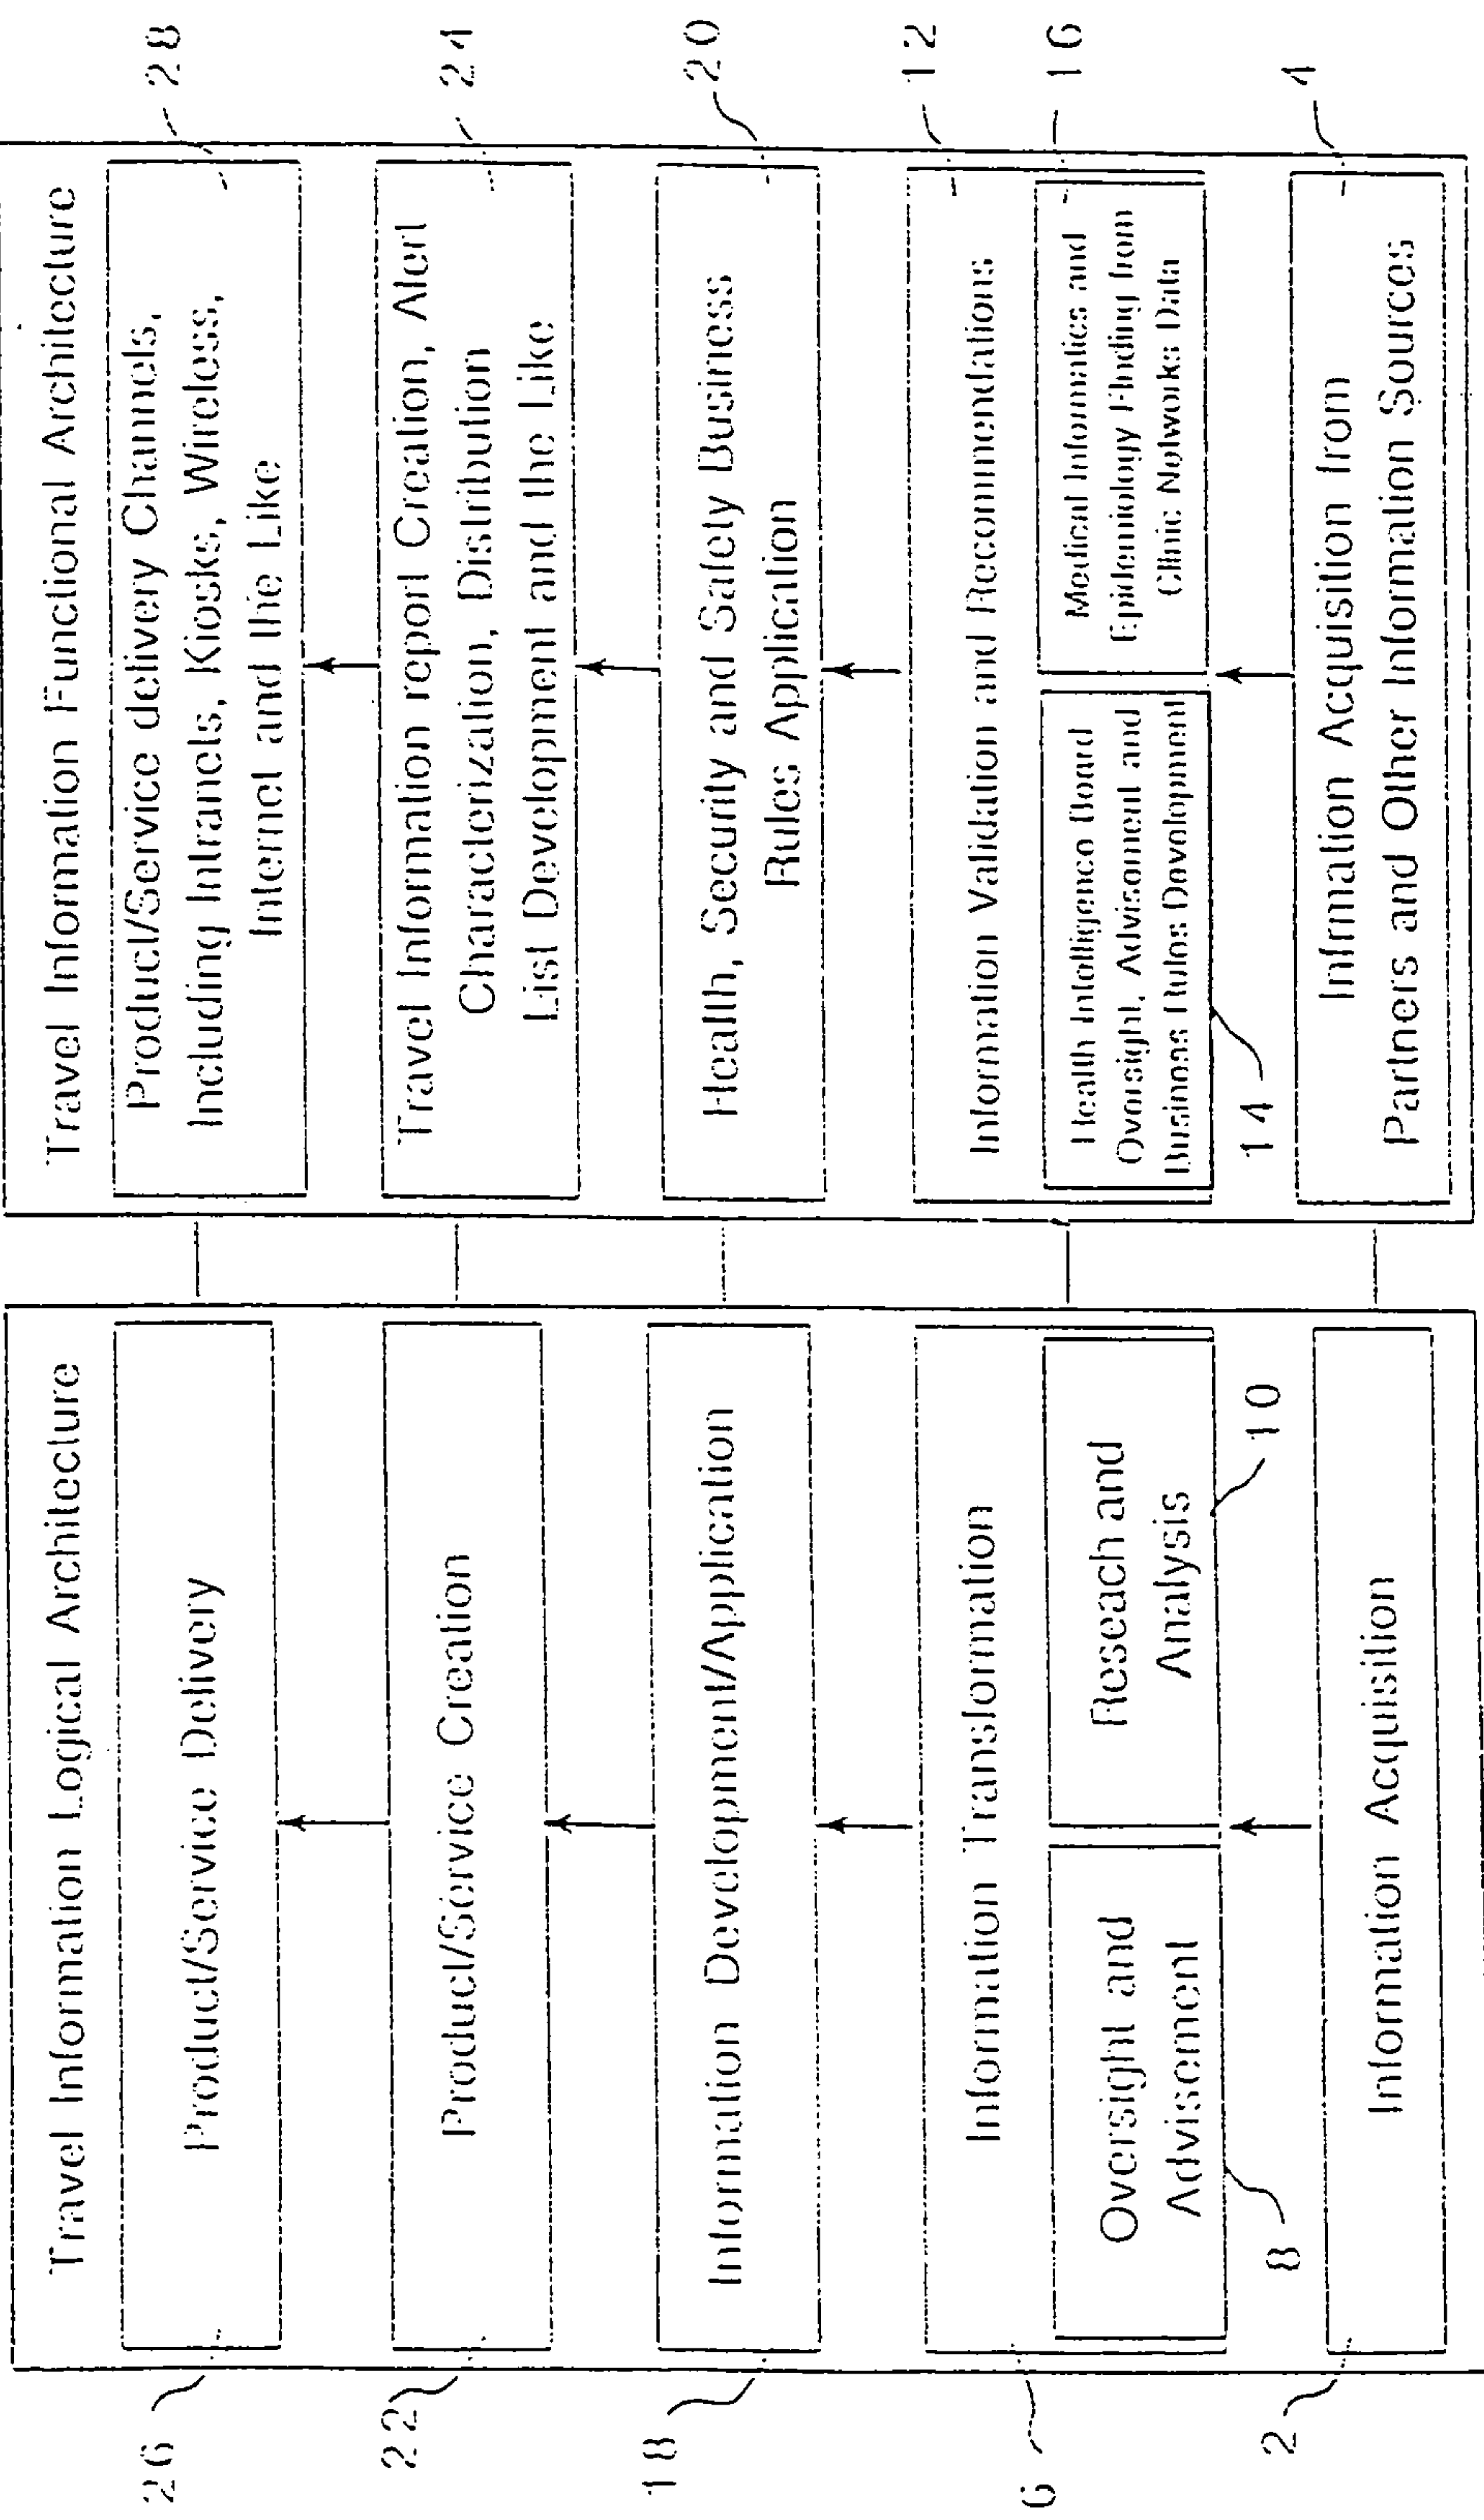 Travel Information Logical Architecture
26
Product/Service Delivery
22
Product/Service Creation
18
Information Development/Application
6
Information Transformation
Oversight and
Advisement
8
Reseach and
Analysis
10
2
Information Acquisition
Travel Information Functional Architecture
Product/Service delivery Channels,
Including Intranets, Kiosks, Wireless,
Internet and the Like
28
Travel Information report Creation, Alert
Characterization, Distribution
List Development and the Like
24
Health, Security and Safety Business
Rules Application
20
Information Validation and Recommendations
12
Health Intelligence Board
Oversight, Advisement and
Business Rules Development
14
Medical Informatics and
Epidemiology Finding from
Clinic Networks Data
16
Infrmation Acquisition from
Partners and Other Information Sources
4